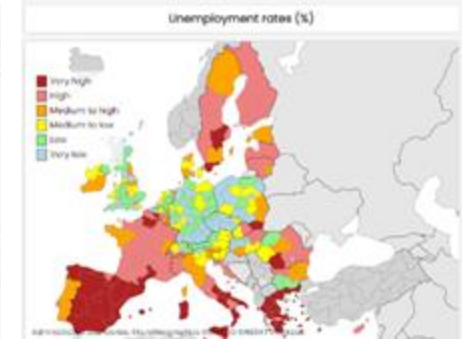 Unemployment rates (%)
Very high
High
Medium to high
Medium to low
Low
Very low